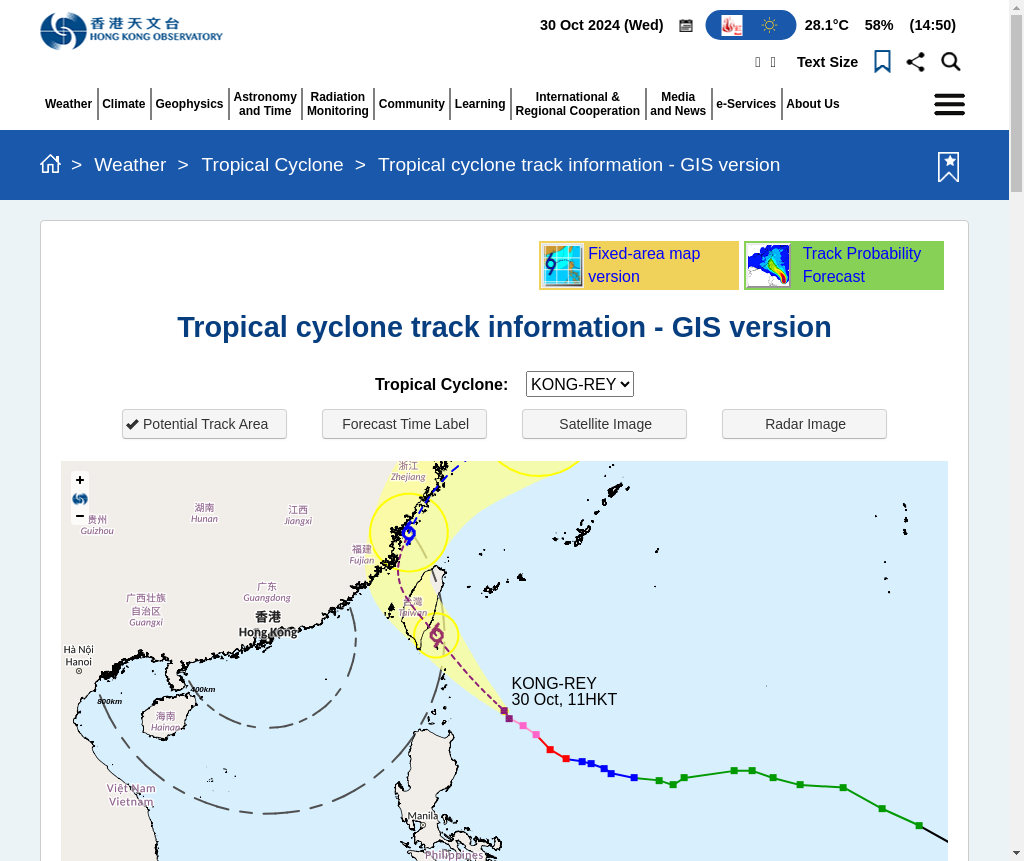 香港天文台
HONG KONG OBSERVATORY
30 Oct 2024 (Wed)
28.1°C 58% (14:50)
Text Size
Weather
Climate
Geophysics
Astronomy
and Time
Radiation
Monitoring
Community
Learning
International &
Regional Cooperation
Media
and News
e-Services
About Us
> Weather > Tropical Cyclone > Tropical cyclone track information - GIS version
Fixed-area map
version
Track Probability
Forecast
Tropical cyclone track information - GIS version
Tropical Cyclone: KONG-REY
Potential Track Area
Forecast Time Label
Satellite Image
Radar Image
+
−
浙江
Zhejiang
湖南
Hunan
江西
Jiangxi
贵州
Guizhou
福建
Fujian
广东
Guangdong
广西壮族
自治区
Guangxi
台灣
Taiwan
香港
Hong Kong
Hà Nội
Hanoi
400km
800km
海南
Hainan
KONG-REY
30 Oct, 11HKT
Việt Nam
Vietnam
Manila
Philippines